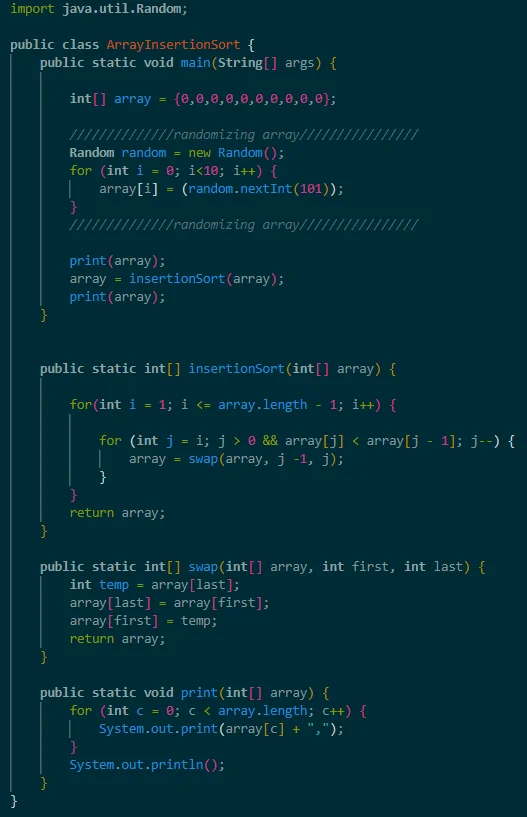 import java.util.Random;
public class ArrayInsertionSort {
public static void main(String[] args) {
int[] array = {0,0,0,0,0,0,0,0,0,0};
//////////////randomizing array////////////////
Random random = new Random();
for (int i = 0; i<10; i++) {
array[i] = (random.nextInt(101));
}
//////////////randomizing array////////////////
print(array);
array = insertionSort(array);
print(array);
}
public static int[] insertionSort(int[] array) {
for(int i = 1; i <= array.length - 1; i++) {
for (int j = i; j > 0 && array[j] < array[j - 1]; j--) {
array = swap(array, j -1, j);
}
}
return array;
}
public static int[] swap(int[] array, int first, int last) {
int temp = array[last];
array[last] = array[first];
array[first] = temp;
return array;
}
public static void print(int[] array) {
for (int c = 0; c < array.length; c++) {
System.out.print(array[c] + ",");
}
System.out.println();
}
}